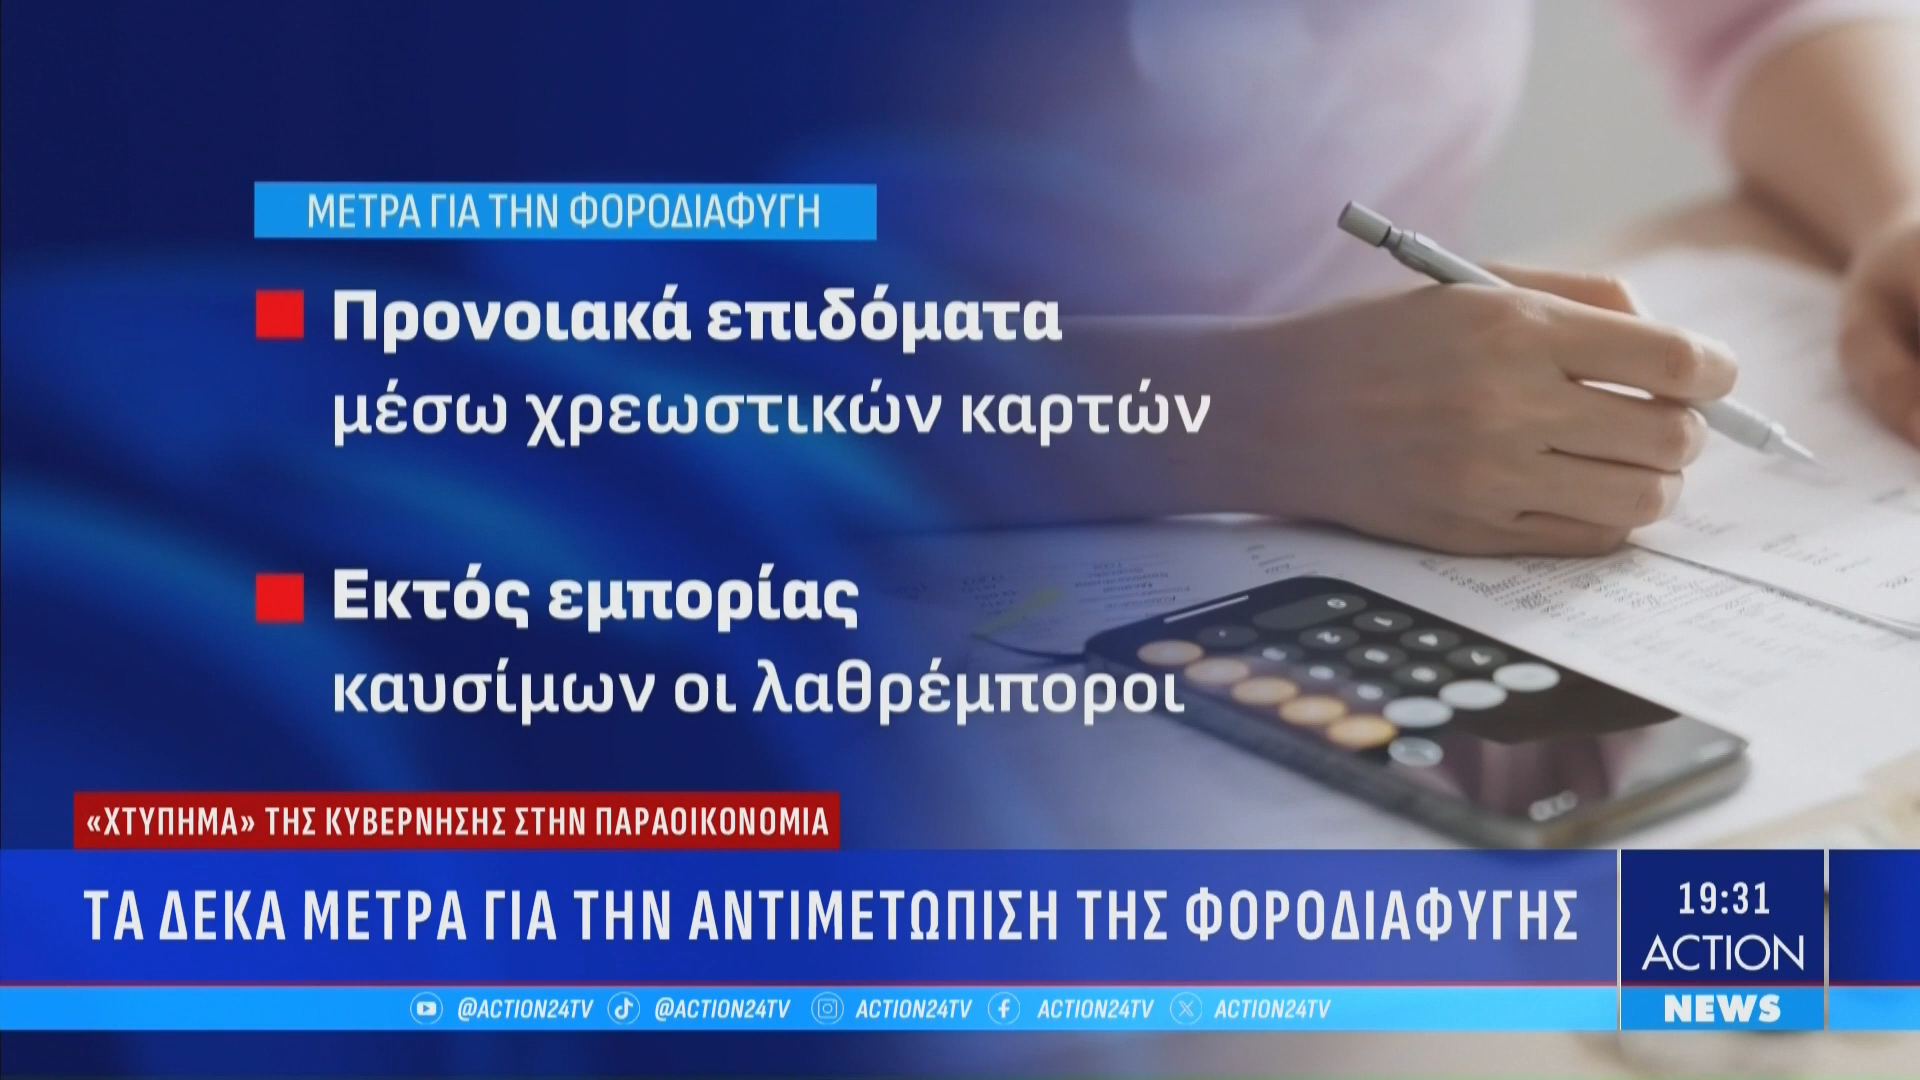 ΜΕΤΡΑ ΓΙΑ ΤΗΝ ΦΟΡΟΔΙΑΦΥΓΗ
Προνοιακά επιδόματα
μέσω χρεωστικών καρτών
Εκτός εμπορίας
καυσίμων οι λαθρέμποροι
«ΧΤΥΠΗΜΑ» ΤΗΣ ΚΥΒΕΡΝΗΣΗΣ ΣΤΗΝ ΠΑΡΑΟΙΚΟΝΟΜΙΑ
ΤΑ ΔΕΚΑ ΜΕΤΡΑ ΓΙΑ ΤΗΝ ΑΝΤΙΜΕΤΩΠΙΣΗ ΤΗΣ ΦΟΡΟΔΙΑΦΥΓΗΣ
19:31
ACTION
NEWS
@ACTION24TV @ACTION24TV ACTION24TV ACTION24TV ACTION24TV